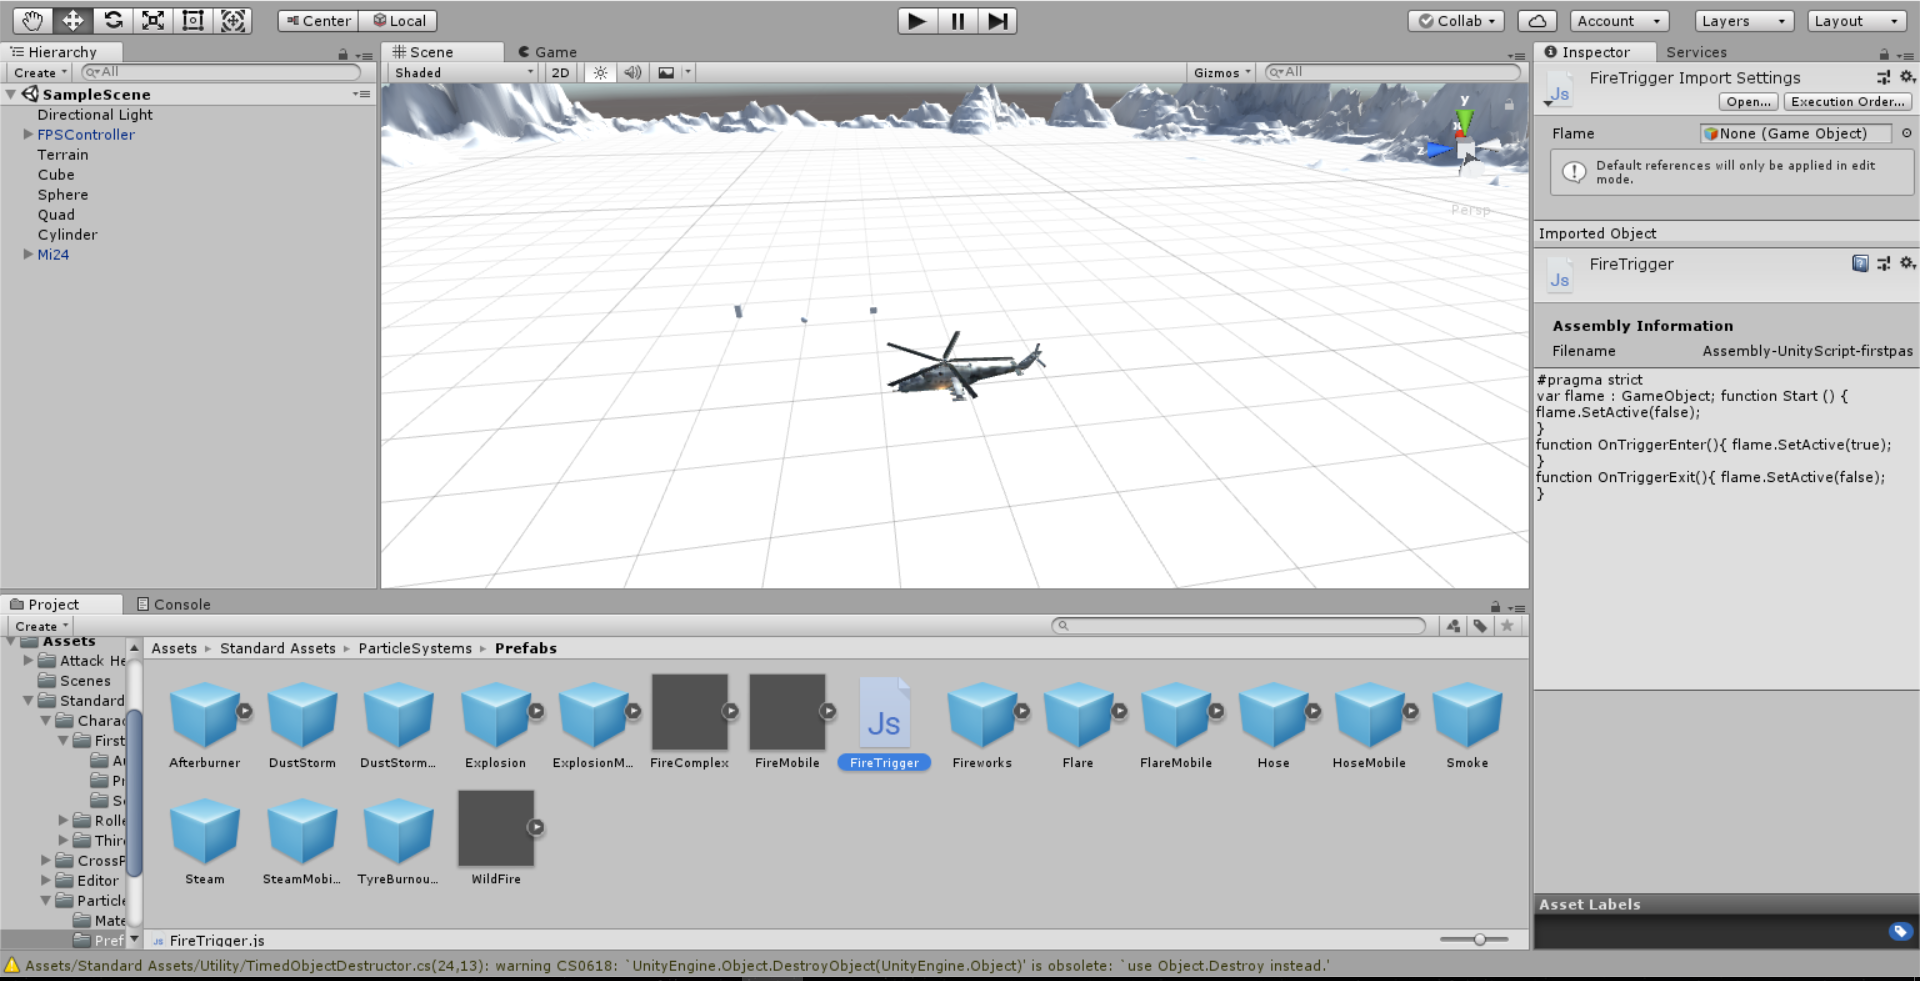 Center
Local
Collab
Account
Layers
Layout
Hierarchy
Create
All
SampleScene
Directional Light
FPSController
Terrain
Cube
Sphere
Quad
Cylinder
Mi24
Scene
Game
Shaded
2D
Gizmos
All
y
x
z
Persp
Inspector
Services
FireTrigger Import Settings
Js
Open...
Execution Order...
Flame
None (Game Object)
Default references will only be applied in edit
mode.
Imported Object
FireTrigger
Js
Assembly Information
Filename
Assembly-UnityScript-firstpas
#pragma strict
var flame : GameObject; function Start () {
flame.SetActive(false);
}
function OnTriggerEnter(){ flame.SetActive(true);
}
function OnTriggerExit(){ flame.SetActive(false);
}
Asset Labels
Project
Console
Create
Assets
Attack He
Scenes
Standard
Charac
First
Au
Pr
Sc
Rolle
Thir
CrossP
Editor
Particle
Mate
Pref
Assets
Standard Assets
ParticleSystems
Prefabs
Afterburner
DustStorm
DustStorm...
Explosion
ExplosionM...
FireComplex
FireMobile
Js
FireTrigger
Fireworks
Flare
FlareMobile
Hose
HoseMobile
Smoke
Steam
SteamMobi...
TyreBurnou...
WildFire
Js FireTrigger.js
Assets/Standard Assets/Utility/TimedObjectDestructor.cs(24,13): warning CS0618: `UnityEngine.Object.DestroyObject(UnityEngine.Object)' is obsolete: `use Object.Destroy instead.'